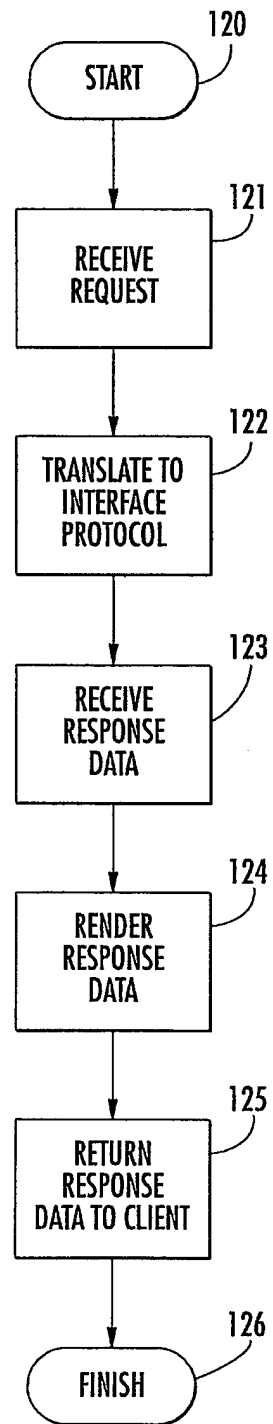 120
START
121
RECEIVE
REQUEST
122
TRANSLATE TO
INTERFACE
PROTOCOL
123
RECEIVE
RESPONSE
DATA
124
RENDER
RESPONSE
DATA
125
RETURN
RESPONSE
DATA TO CLIENT
126
FINISH